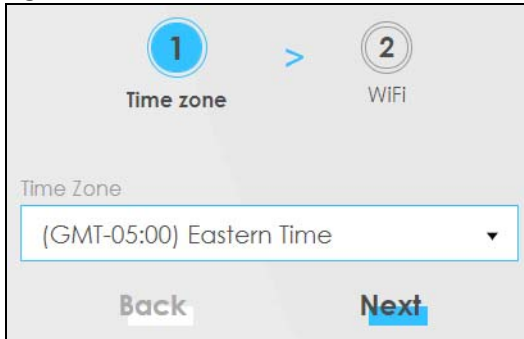 1 > 2
Time zone WiFi
Time Zone
(GMT-05:00) Eastern Time
Back Next